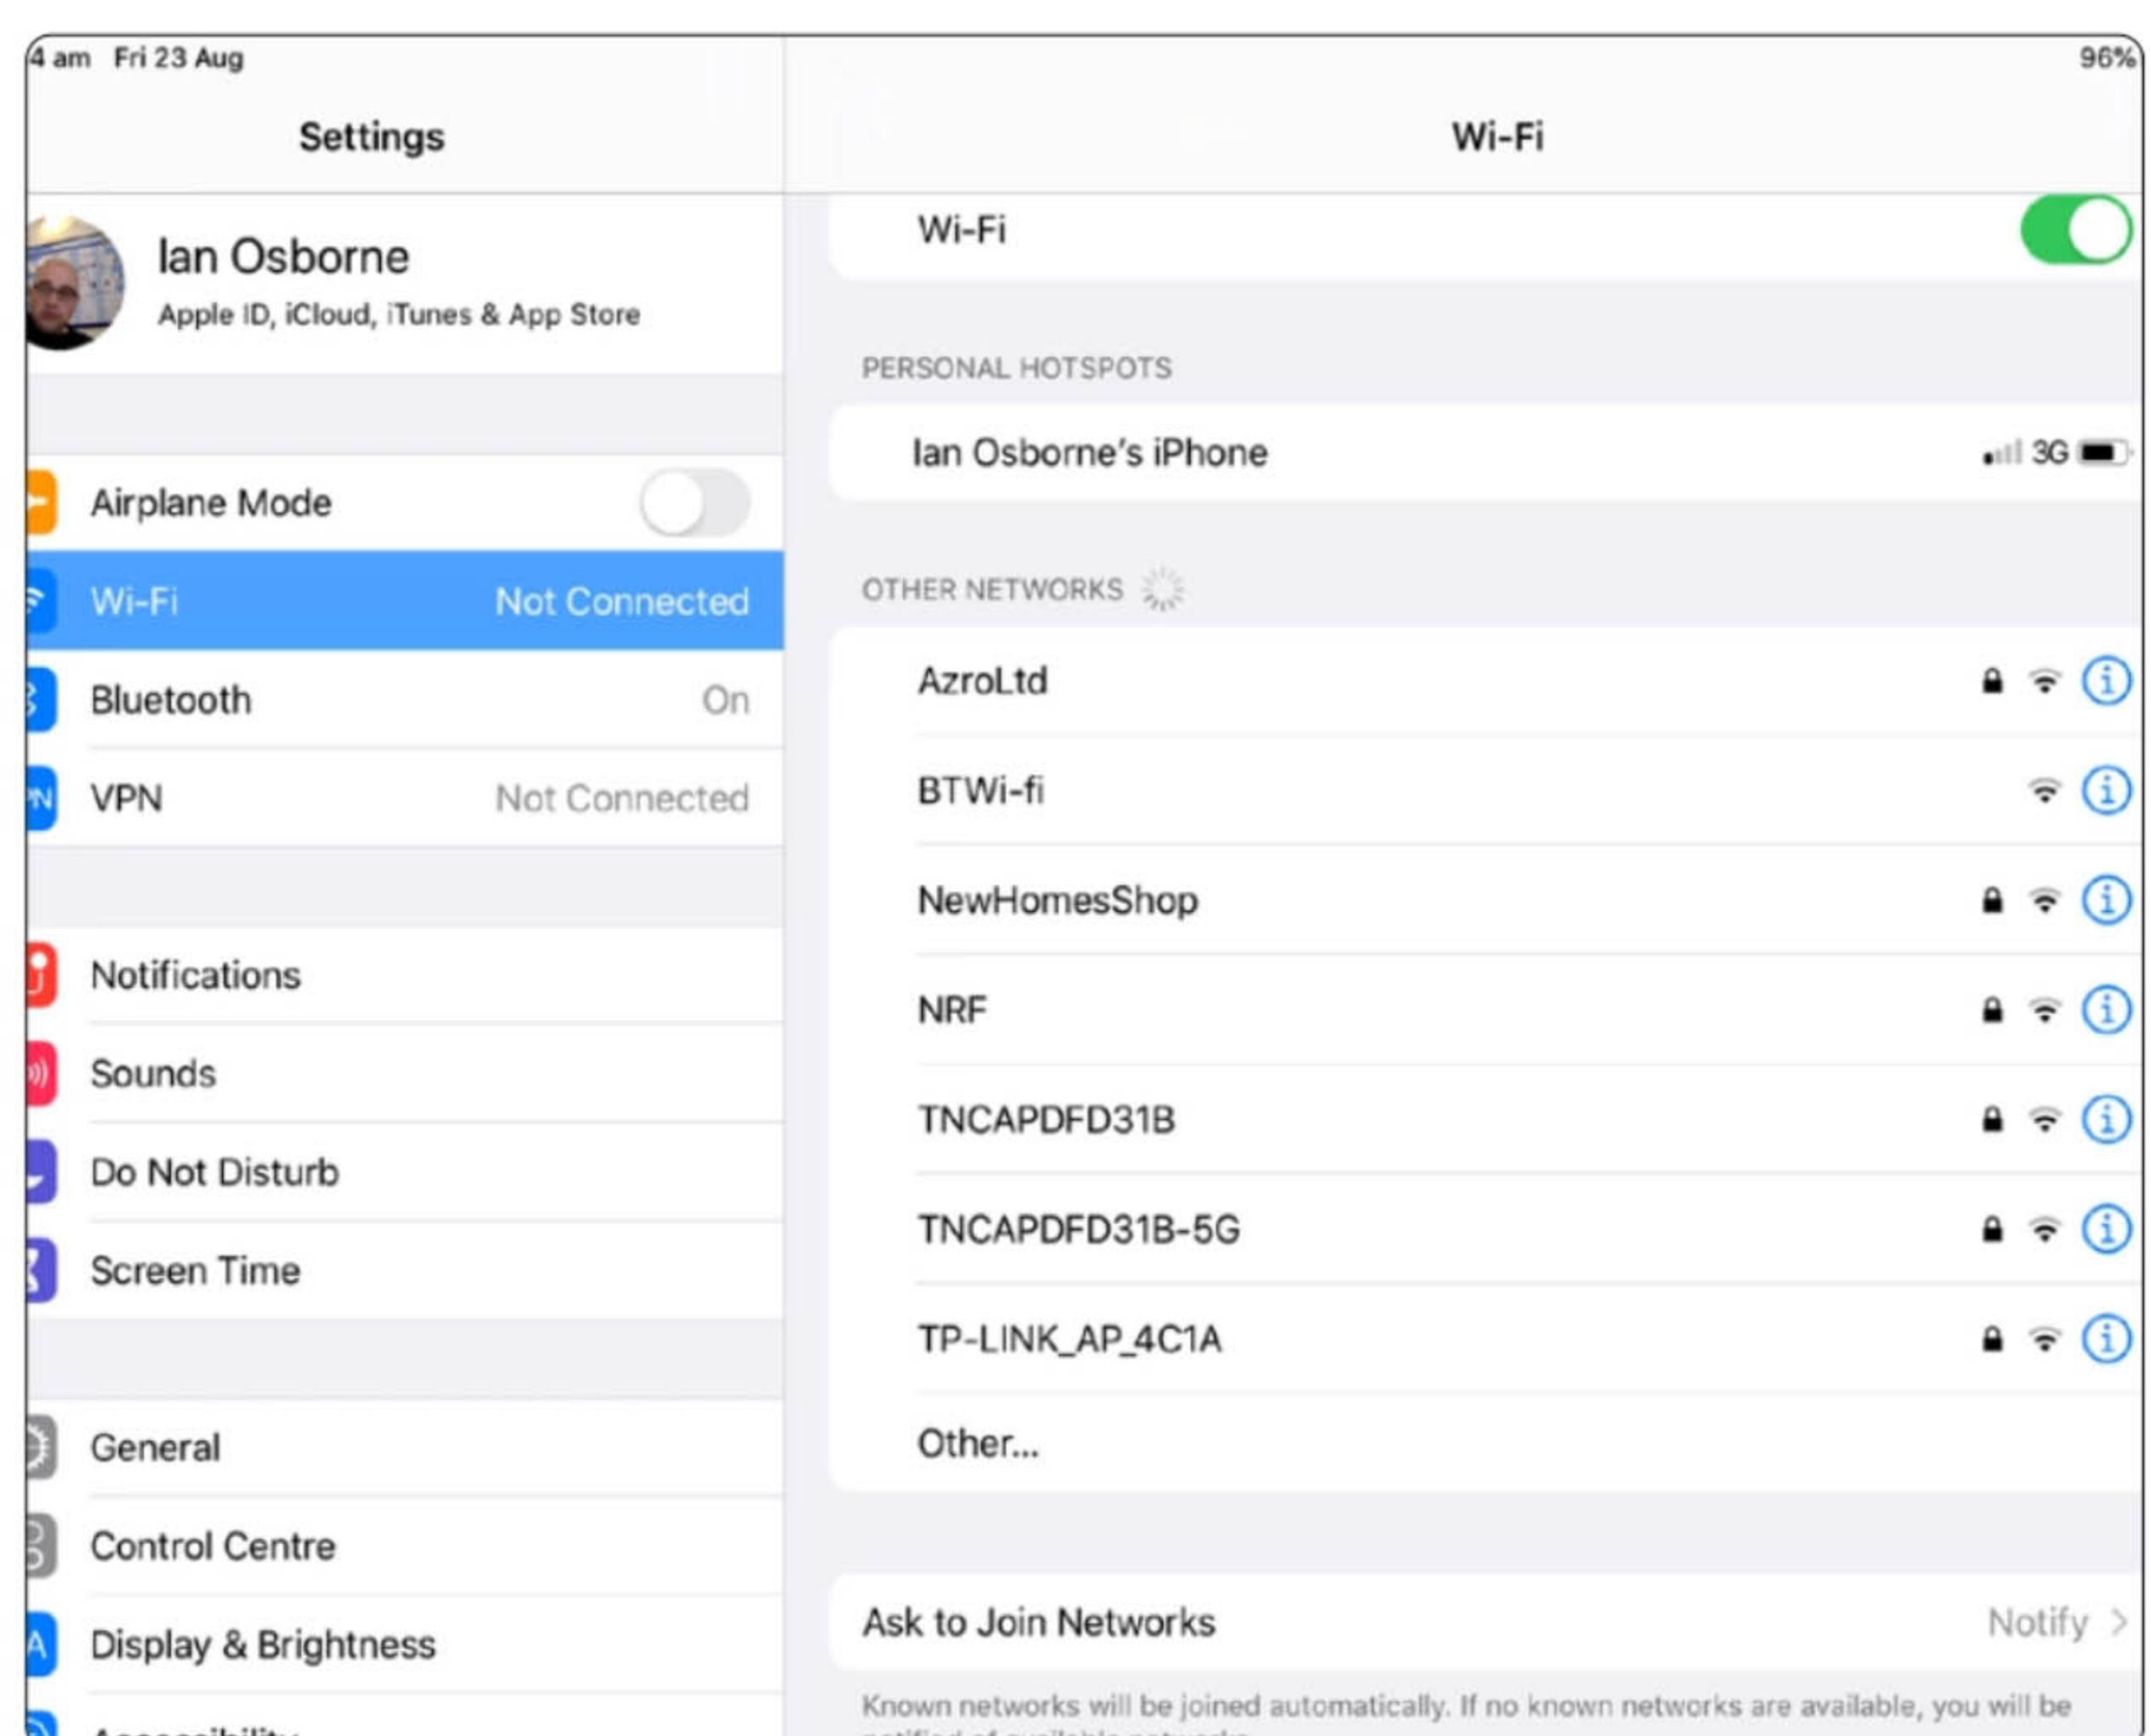 4 am Fri 23 Aug
96%
Settings
Wi-Fi
Ian Osborne
Apple ID, iCloud, iTunes & App Store
Airplane Mode
Wi-Fi Not Connected
Bluetooth On
VPN Not Connected
Notifications
Sounds
Do Not Disturb
Screen Time
General
Control Centre
Display & Brightness
Wi-Fi
PERSONAL HOTSPOTS
Ian Osborne's iPhone 3G
OTHER NETWORKS
AzroLtd
BTWi-fi
NewHomesShop
NRF
TNCAPDFD31B
TNCAPDFD31B-5G
TP-LINK_AP_4C1A
Other...
Ask to Join Networks Notify >
Known networks will be joined automatically. If no known networks are available, you will be